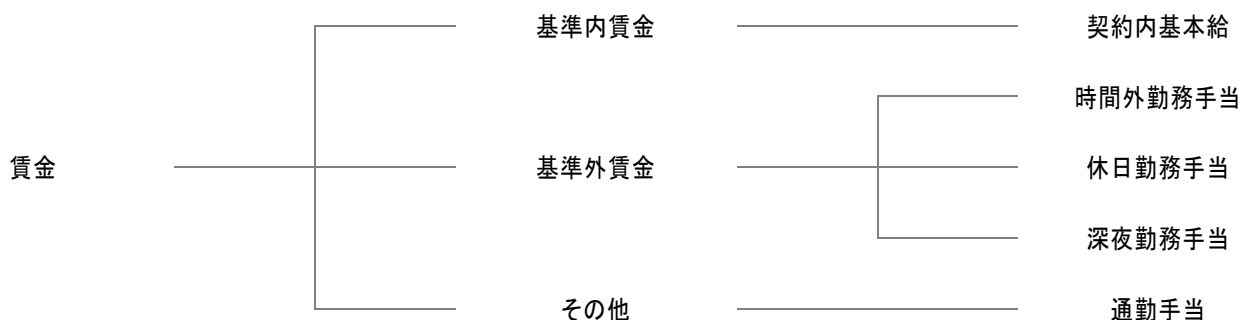 基準内賃金 契約内基本給
時間外勤務手当
賃金 基準外賃金 休日勤務手当
深夜勤務手当
その他 通勤手当